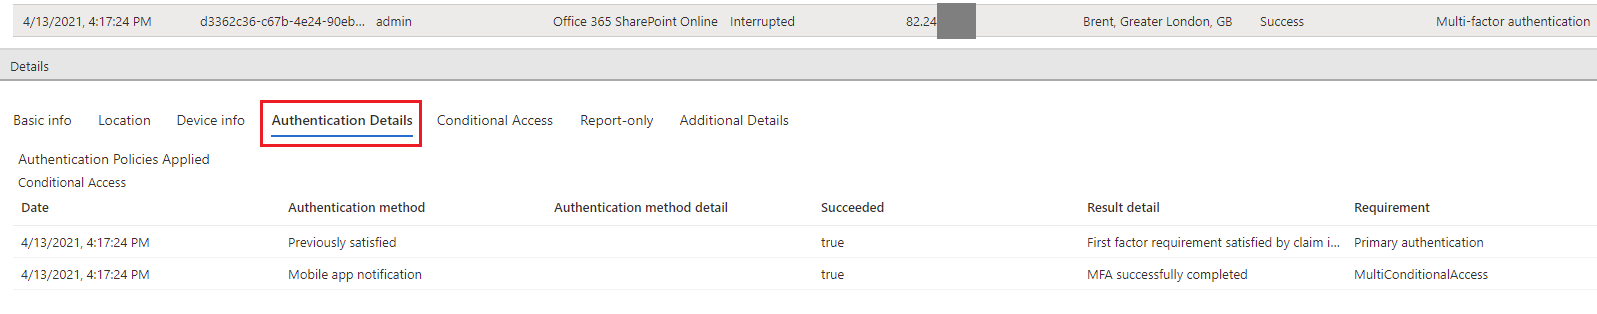 4/13/2021, 4:17:24 PM d3362c36-c67b-4e24-90eb... admin Office 365 SharePoint Online Interrupted 82.24 Brent, Greater London, GB Success Multi-factor authentication
Details
Basic info Location Device info Authentication Details Conditional Access Report-only Additional Details
Authentication Policies Applied
Conditional Access
Date Authentication method Authentication method detail Succeeded Result detail Requirement
4/13/2021, 4:17:24 PM Previously satisfied true First factor requirement satisfied by claim i... Primary authentication
4/13/2021, 4:17:24 PM Mobile app notification true MFA successfully completed MultiConditionalAccess